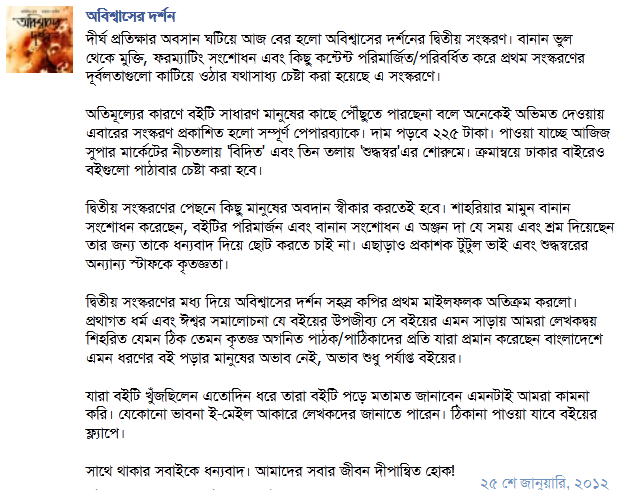 অবিশ্বাসের দর্শন
দীর্ঘ প্রতিক্ষার অবসান ঘটিয়ে আজ বের হলো অবিশ্বাসের দর্শনের দ্বিতীয় সংস্করণ। বানান ভুল
থেকে মুক্তি, ফরম্যাটিং সংশোধন এবং কিছু কন্টেন্ট পরিমার্জিত/পরিবর্ধিত করে প্রথম সংস্করণের
দূর্বলতাগুলো কাটিয়ে ওঠার যথাসাধ্য চেষ্টা করা হয়েছে এ সংস্করণে।
অতিমূল্যের কারণে বইটি সাধারণ মানুষের কাছে পৌঁছুতে পারছেনা বলে অনেকেই অভিমত দেওয়ায়
এবারের সংস্করণ প্রকাশিত হলো সম্পূর্ণ পেপারব্যাকে। দাম পড়বে ২২৫ টাকা। পাওয়া যাচ্ছে আজিজ
সুপার মার্কেটের নীচতলায় 'বিদিত' এবং তিন তলায় 'শুদ্ধস্বর'এর শোরুমে। ক্রমান্বয়ে ঢাকার বাইরেও
বইগুলো পাঠাবার চেষ্টা করা হবে।
দ্বিতীয় সংস্করণের পেছনে কিছু মানুষের অবদান স্বীকার করতেই হবে। শাহরিয়ার মামুন বানান
সংশোধন করেছেন, বইটির পরিমার্জন এবং বানান সংশোধন এ অঞ্জন দা যে সময় এবং শ্রম দিয়েছেন
তার জন্য তাকে ধন্যবাদ দিয়ে ছোট করতে চাই না। এছাড়াও প্রকাশক টুটুল ভাই এবং শুদ্ধস্বরের
অন্যান্য স্টাফকে কৃতজ্ঞতা।
দ্বিতীয় সংস্করণের মধ্য দিয়ে অবিশ্বাসের দর্শন সহস্র কপির প্রথম মাইলফলক অতিক্রম করলো।
প্রথাগত ধর্ম এবং ঈশ্বর সমালোচনা যে বইয়ের উপজীব্য সে বইয়ের এমন সাড়ায় আমরা লেখকদ্বয়
শিহরিত যেমন ঠিক তেমন কৃতজ্ঞ অগনিত পাঠক/পাঠিকাদের প্রতি যারা প্রমান করেছেন বাংলাদেশে
এমন ধরণের বই পড়ার মানুষের অভাব নেই, অভাব শুধু পর্যাপ্ত বইয়ের।
যারা বইটি খুঁজছিলেন এতোদিন ধরে তারা বইটি পড়ে মতামত জানাবেন এমনটাই আমরা কামনা
করি। যেকোনো ভাবনা ই-মেইল আকারে লেখকদের জানাতে পারেন। ঠিকানা পাওয়া যাবে বইয়ের
ফ্ল্যাপে।
সাথে থাকার সবাইকে ধন্যবাদ। আমাদের সবার জীবন দীপান্বিত হোক!
২৫ শে জানুয়ারি, ২০১২